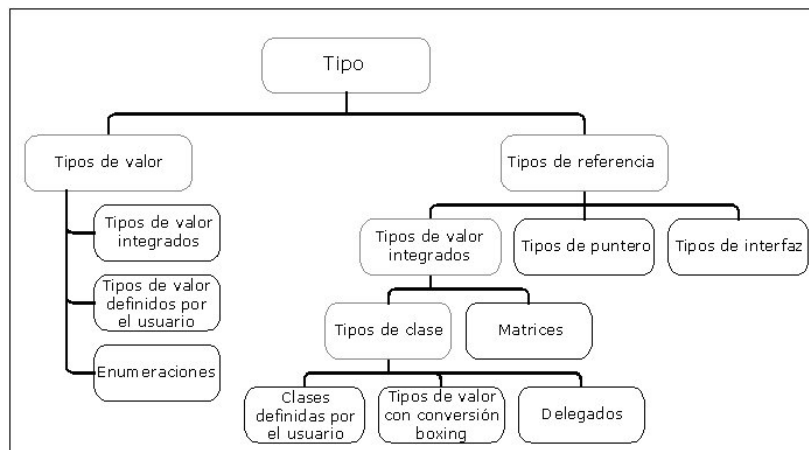 Tipo
Tipos de valor
Tipos de referencia
Tipos de valor
integrados
Tipos de valor
definidos por
el usuario
Enumeraciones
Tipos de valor
integrados
Tipos de puntero
Tipos de interfaz
Tipos de clase
Matrices
Clases
definidas por
el usuario
Tipos de valor
con conversión
boxing
Delegados